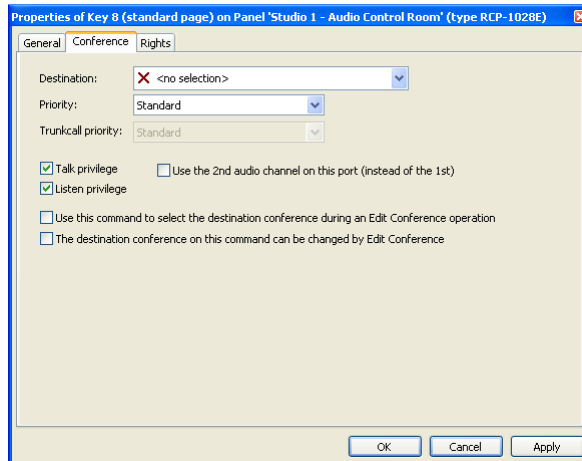 Properties of Key 8 (standard page) on Panel 'Studio 1 - Audio Control Room' (type RCP-1028E)
General Conference Rights
Destination: <no selection>
Priority: Standard
Trunkcall priority: Standard
Talk privilege Use the 2nd audio channel on this port (instead of the 1st)
Listen privilege
Use this command to select the destination conference during an Edit Conference operation
The destination conference on this command can be changed by Edit Conference
OK Cancel Apply